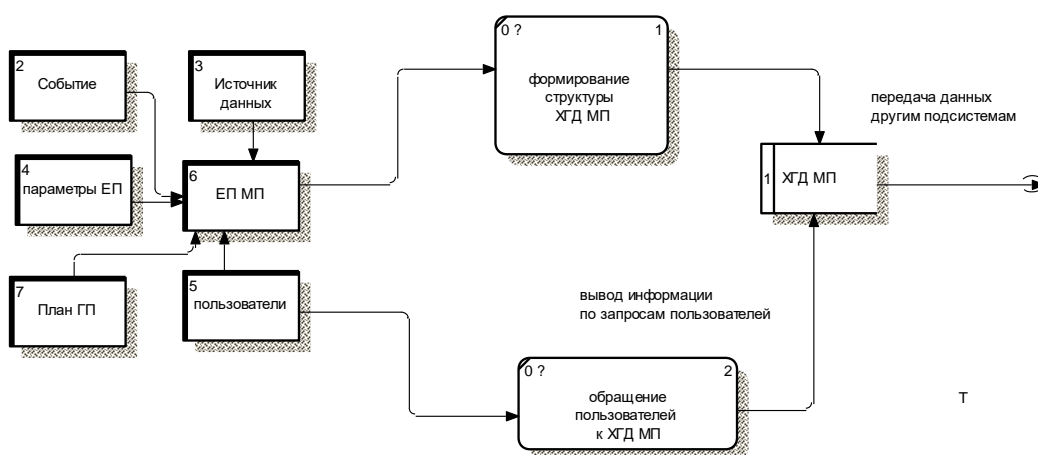 0 ? 1
формирование
структуры
ХГД МП
2
Событие
3
Источник
данных
передача данных
другим подсистемам
4
параметры ЕП
6
ЕП МП
1 ХГД МП
7
План ГП
5
пользователи
вывод информации
по запросам пользователей
0 ? 2
обращение
пользователей
к ХГД МП
Т